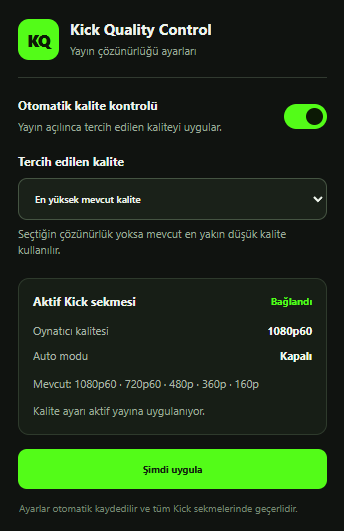 KQ
Kick Quality Control
Yayın çözünürlüğü ayarları
Otomatik kalite kontrolü
Yayın açılınca tercih edilen kaliteyi uygular.
Tercih edilen kalite
En yüksek mevcut kalite
Seçtiğin çözünürlük yoksa mevcut en yakın düşük kalite
kullanılır.
Aktif Kick sekmesi
Bağlandı
Oynatıcı kalitesi
1080p60
Auto modu
Kapalı
Mevcut: 1080p60 · 720p60 · 480p · 360p · 160p
Kalite ayarı aktif yayına uygulanıyor.
Şimdi uygula
Ayarlar otomatik kaydedilir ve tüm Kick sekmelerinde geçerlidir.